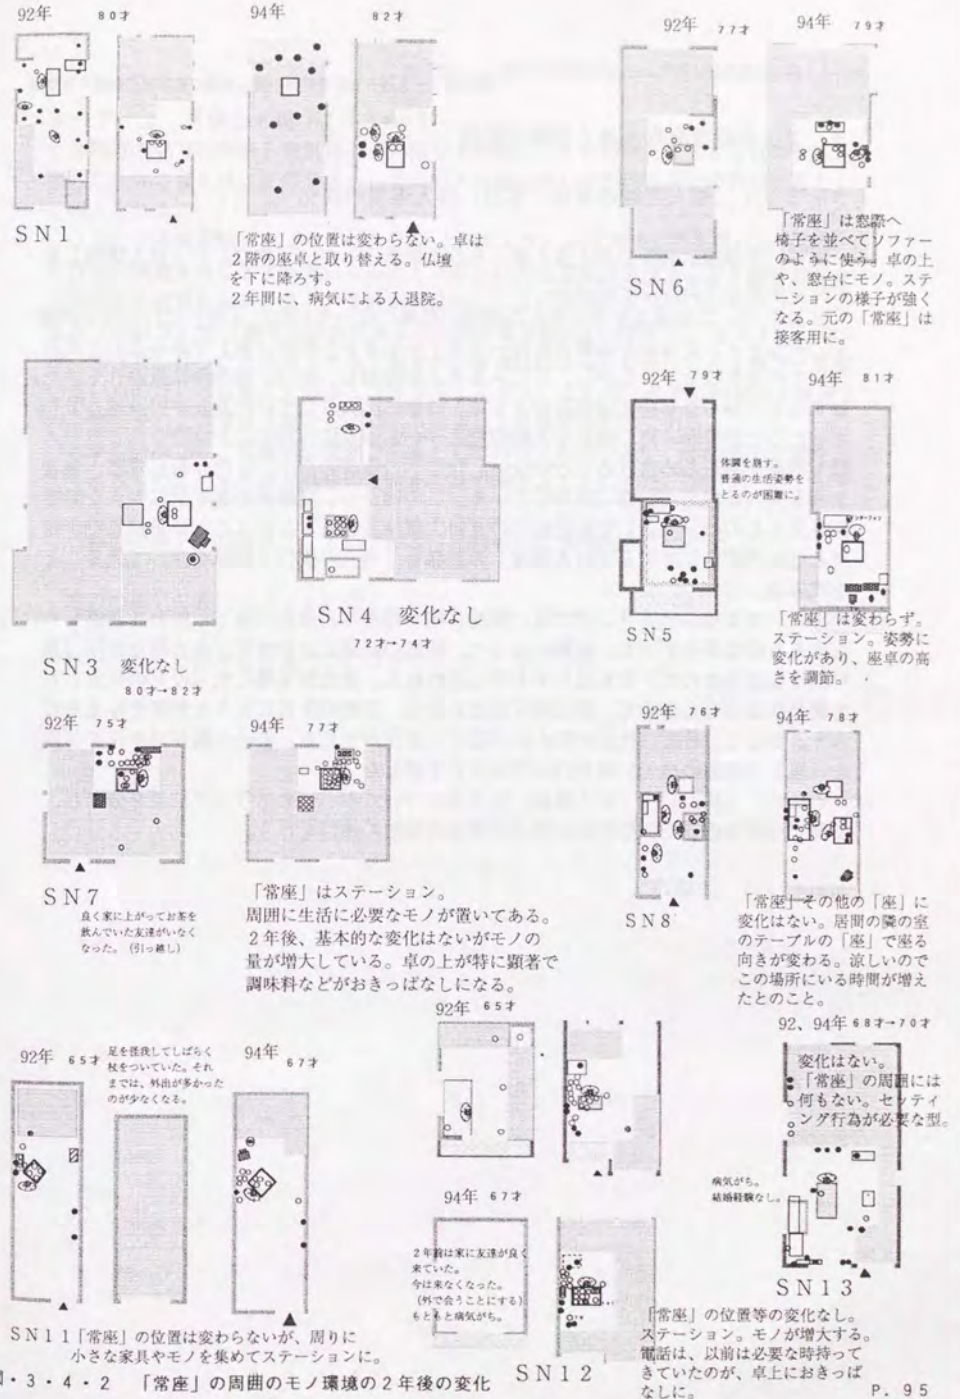 92年 80才
94年 82才
SN1
「常座」の位置は変わらない。卓は
2階の座卓と取り替える。仏壇
を下に降ろす。
2年間に、病気による入退院。
92年 77才
94年 79才
SN6
「常座」は窓際へ
椅子を並べてソファー
のように使う。卓の上
や、窓台にモノ。ステ
ーションの様子が強く
なる。元の「常座」は
接客用に。
SN3 変化なし
80才→82才
SN4 変化なし
72才→74才
92年 79才
体調を崩す。
普通の生活姿勢を
とるのが困難に。
SN5
94年 81才
インターフォン
「常座」は変わらず。
ステーション。姿勢に
変化があり、座卓の高
さを調節。
92年 75才
94年 77才
SN7
良く家に上がってお茶を
飲んでいた友達がいなく
なった。(引っ越し)
「常座」はステーション。
周囲に生活に必要なモノが置いてある。
2年後、基本的な変化はないがモノの
量が増大している。卓の上が特に顕著で
調味料などがおきっぱなしになる。
92年 76才
94年 78才
SN8
「常座」その他の「座」に
変化はない。居間の隣の室
のテーブルの「座」で座る
向きが変わる。涼しいので
この場所にいる時間が増え
たとのこと。
92年 65才
足を怪我してしばらく
杖をついていた。それ
までは、外出が多かった
のが少なくなる。
94年 67才
SN11「常座」の位置は変わらないが、周りに
小さな家具やモノを集めてステーションに。
92年 65才
94年 67才
2年前は家に友達が良く
来ていた。
今は来なくなった。
(外で会うことにする)
もともと病気がち。
SN12
「常座」の位置等の変化なし。
ステーション。モノが増大する。
電話は、以前は必要な時持って
きていたのが、卓上におきっぱ
なしに。
92、94年 68才→70才
変化はない。
「常座」の周囲には
何もない。セッティ
ング行為が必要な型。
病気がち。
結婚経験なし。
SN13
・3・4・2 「常座」の周囲のモノ環境の2年後の変化
P.95